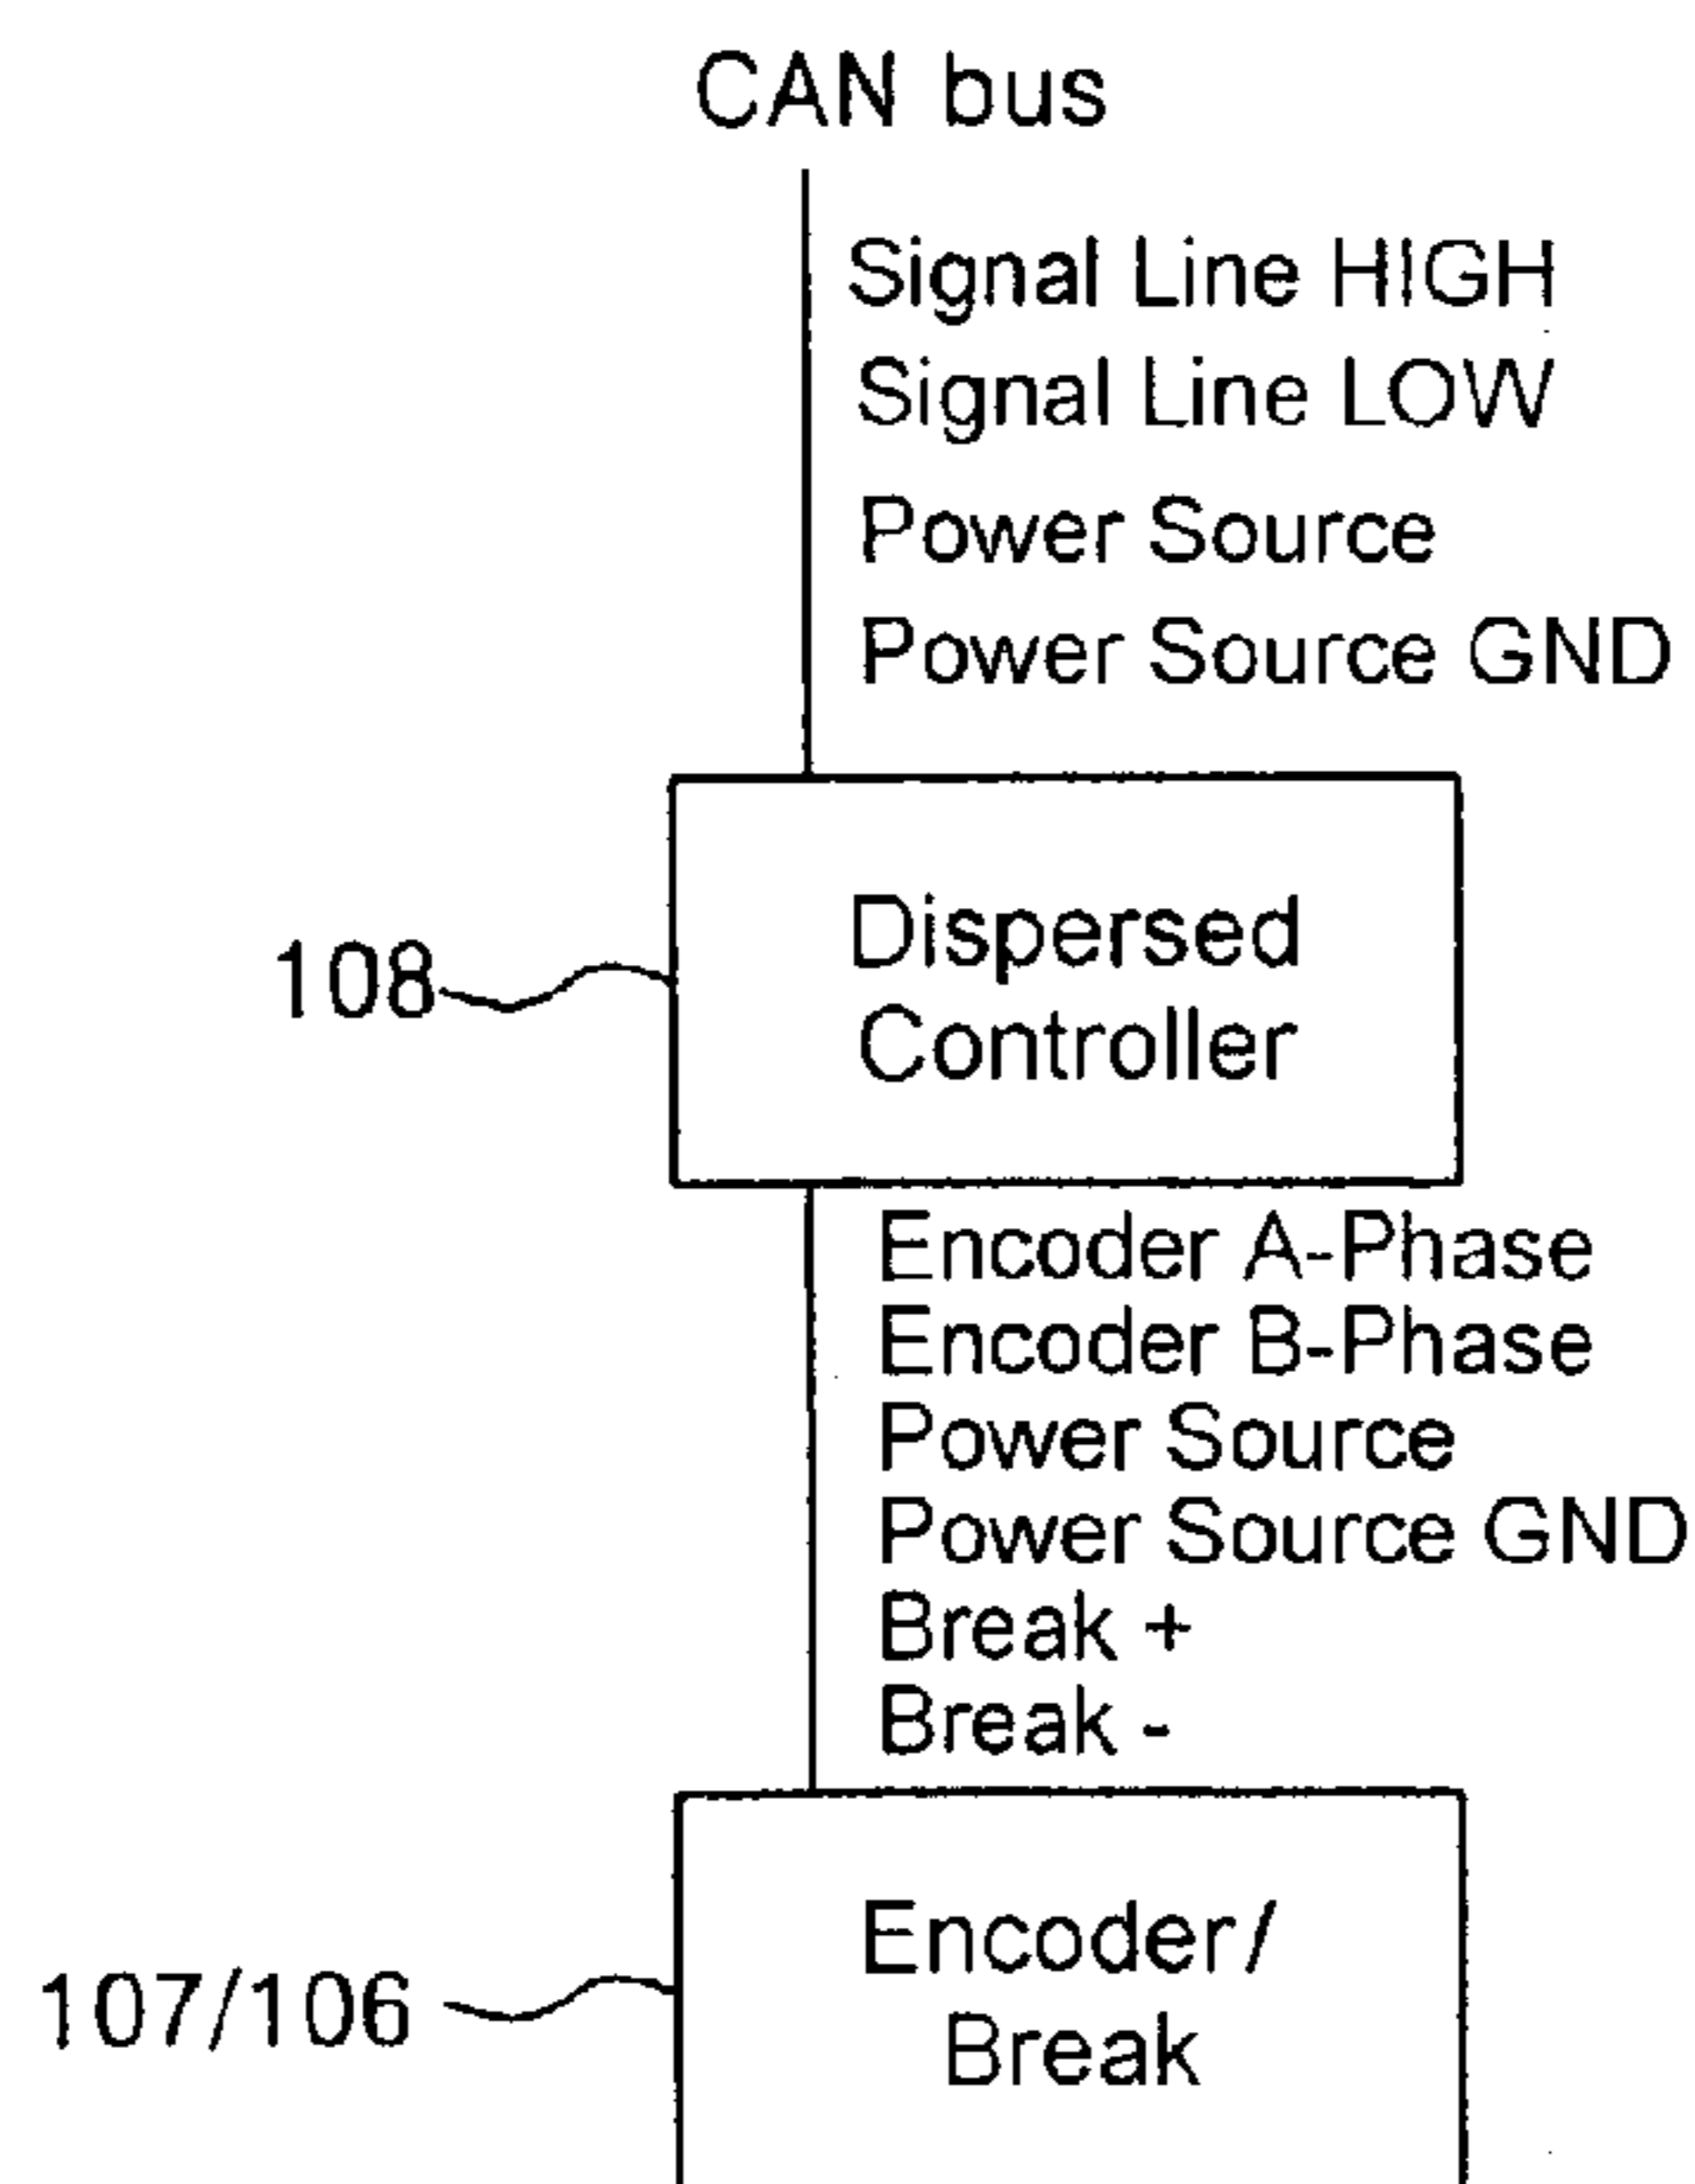 CAN bus
Signal Line HIGH
Signal Line LOW
Power Source
Power Source GND
108
Dispersed
Controller
Encoder A-Phase
Encoder B-Phase
Power Source
Power Source GND
Break +
Break -
107/106
Encoder/
Break